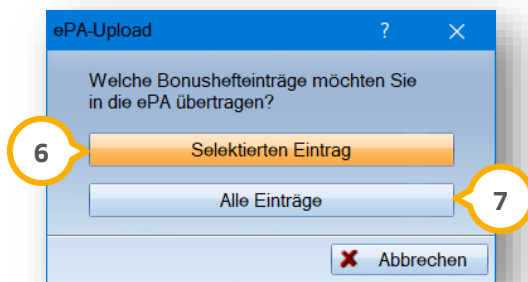 ePA-Upload ?
Welche Bonushefteinträge möchten Sie
in die ePA übertragen?
6 Selektierten Eintrag
Alle Einträge 7
Abbrechen